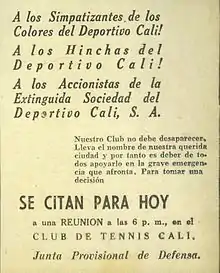 A los Simpatizantes de los
Colores del Deportivo Cali!
A los Hinchas del
Deportivo Cali!
A los Accionistas de la
Extinguida Sociedad del
Deportivo Cali, S. A.
Nuestro Club no debe desaparecer,
Lleva el nombre de nuestra querida
ciudad y por tanto es deber de to-
dos apoyarlo en la grave emergen-
cia que afronta. Para tomar una
decisión
SE CITAN PARA HOY
a una REUNION a las 6 p. m., en el
CLUB DE TENNIS CALI,
Junta Provisional de Defensa.